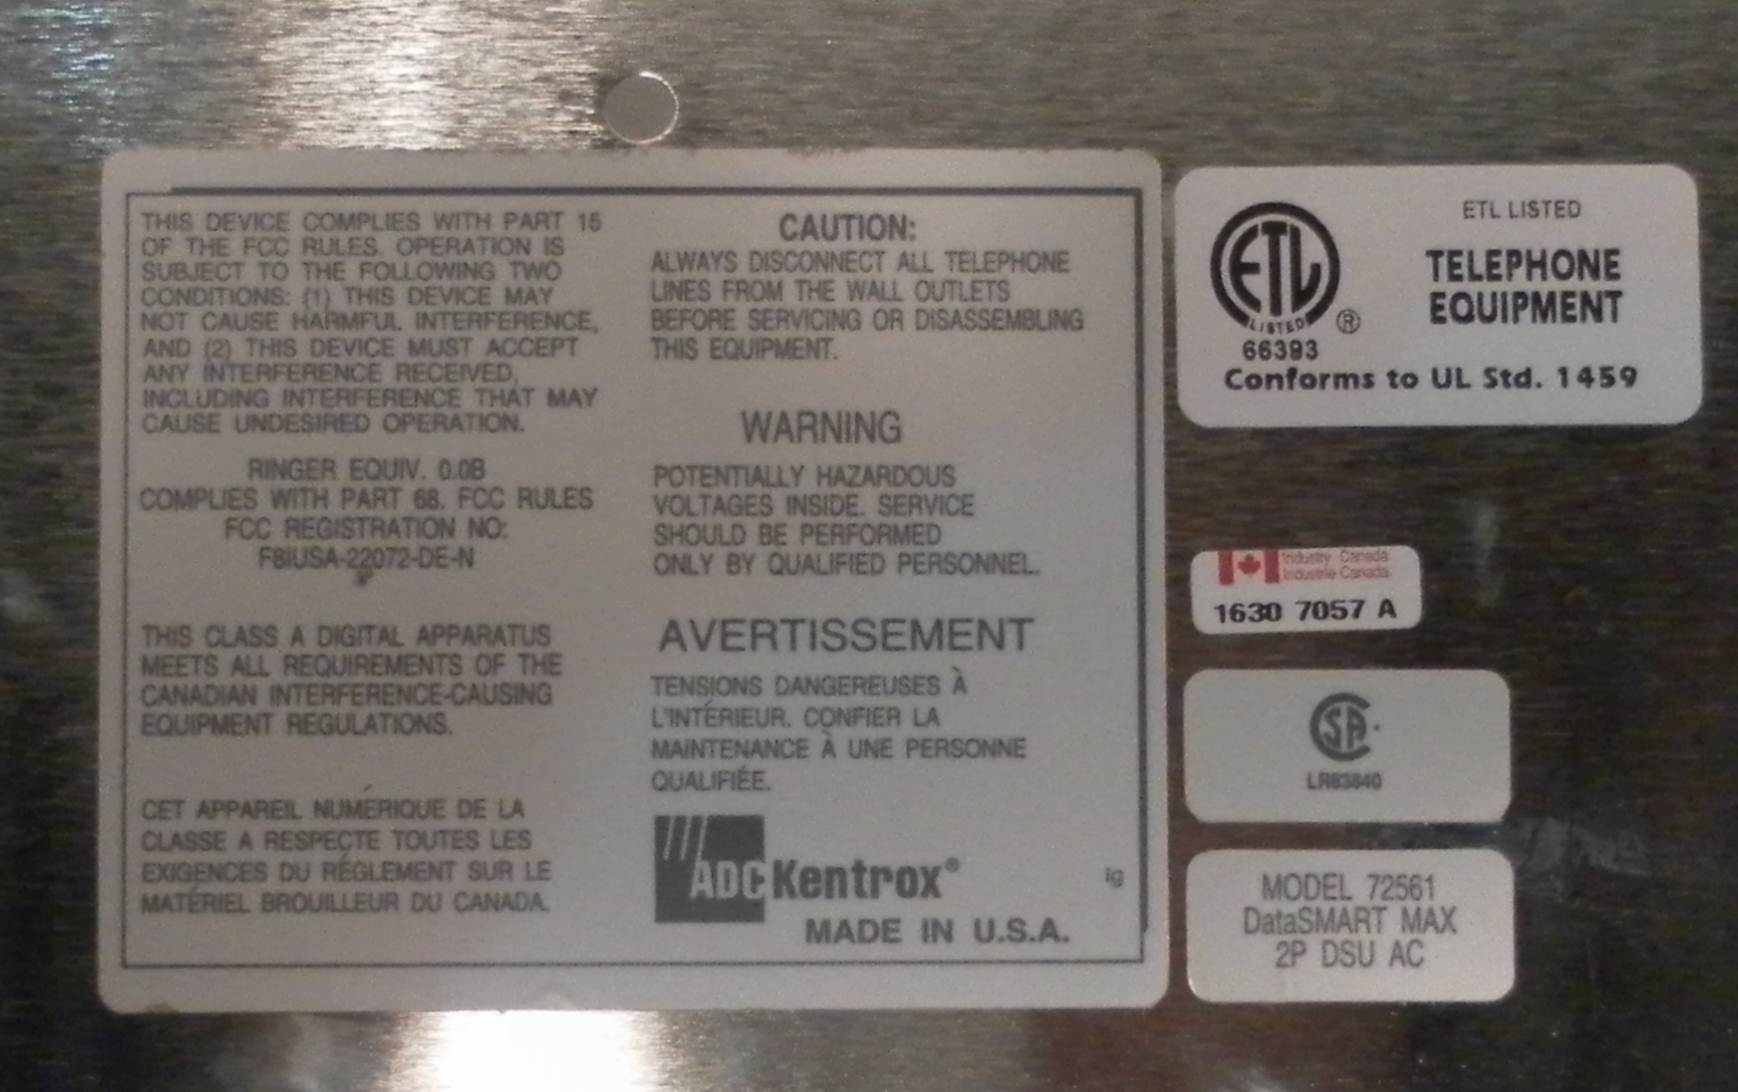 THIS DEVICE COMPLIES WITH PART 15
OF THE FCC RULES. OPERATION IS
SUBJECT TO THE FOLLOWING TWO
CONDITIONS: (1) THIS DEVICE MAY
NOT CAUSE HARMFUL INTERFERENCE,
AND (2) THIS DEVICE MUST ACCEPT
ANY INTERFERENCE RECEIVED,
INCLUDING INTERFERENCE THAT MAY
CAUSE UNDESIRED OPERATION.
RINGER EQUIV. 0.0B
COMPLIES WITH PART 68. FCC RULES
FCC REGISTRATION NO:
F8IUSA-22072-DE-N
THIS CLASS A DIGITAL APPARATUS
MEETS ALL REQUIREMENTS OF THE
CANADIAN INTERFERENCE-CAUSING
EQUIPMENT REGULATIONS.
CET APPAREIL NUMÉRIQUE DE LA
CLASSE A RESPECTE TOUTES LES
EXIGENCES DU RÉGLEMENT SUR LE
MATÉRIEL BROUILLEUR DU CANADA.
CAUTION:
ALWAYS DISCONNECT ALL TELEPHONE
LINES FROM THE WALL OUTLETS
BEFORE SERVICING OR DISASSEMBLING
THIS EQUIPMENT.
WARNING
POTENTIALLY HAZARDOUS
VOLTAGES INSIDE. SERVICE
SHOULD BE PERFORMED
ONLY BY QUALIFIED PERSONNEL.
AVERTISSEMENT
TENSIONS DANGEREUSES À
L'INTÉRIEUR. CONFIER LA
MAINTENANCE À UNE PERSONNE
QUALIFIÉE.
ADC Kentrox®
lg
MADE IN U.S.A.
ETL LISTED
TELEPHONE
EQUIPMENT
ETL
LISTED ®
66393
Conforms to UL Std. 1459
Industry Canada
Industrie Canada
1630 7057 A
CSA
LR83840
MODEL 72561
DataSMART MAX
2P DSU AC